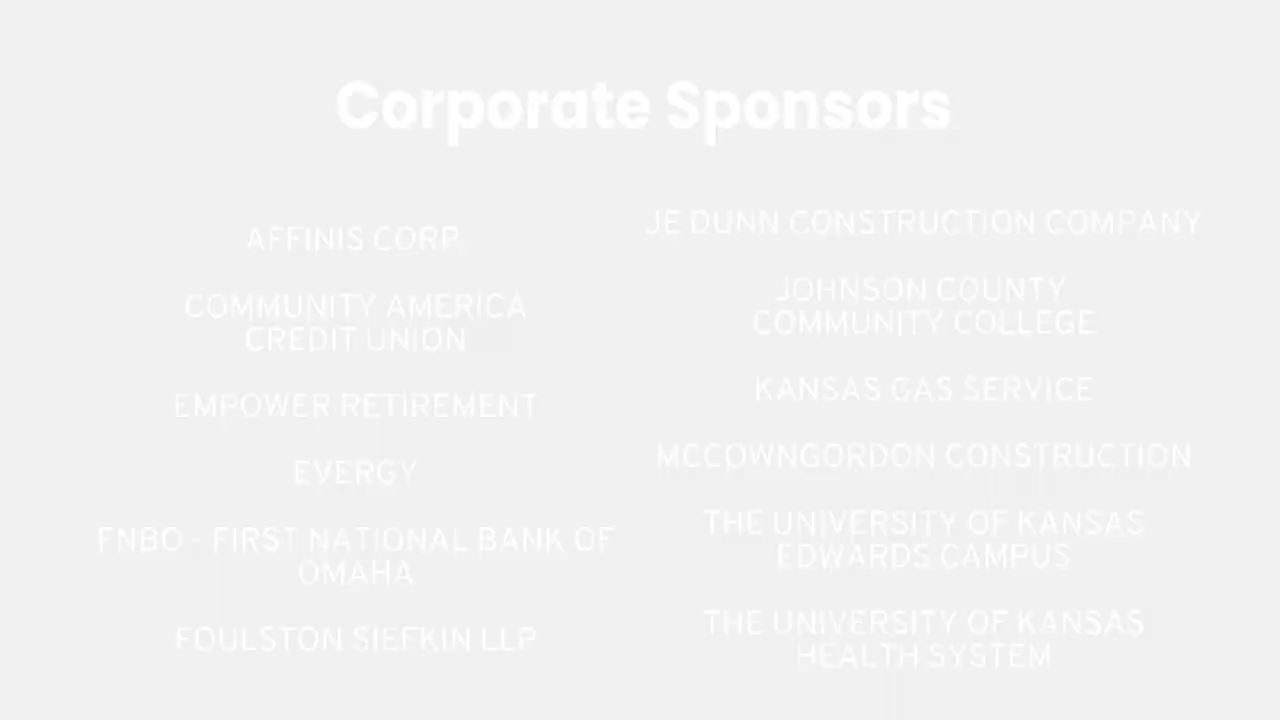 Corporate Sponsors
AFFINIS CORP.
COMMUNITY AMERICA
CREDIT UNION
EMPOWER RETIREMENT
EVERGY
FNBO - FIRST NATIONAL BANK OF
OMAHA
FOULSTON SIEFKIN LLP
JE DUNN CONSTRUCTION COMPANY
JOHNSON COUNTY
COMMUNITY COLLEGE
KANSAS GAS SERVICE
MCCOWNGORDON CONSTRUCTION
THE UNIVERSITY OF KANSAS
EDWARDS CAMPUS
THE UNIVERSITY OF KANSAS
HEALTH SYSTEM